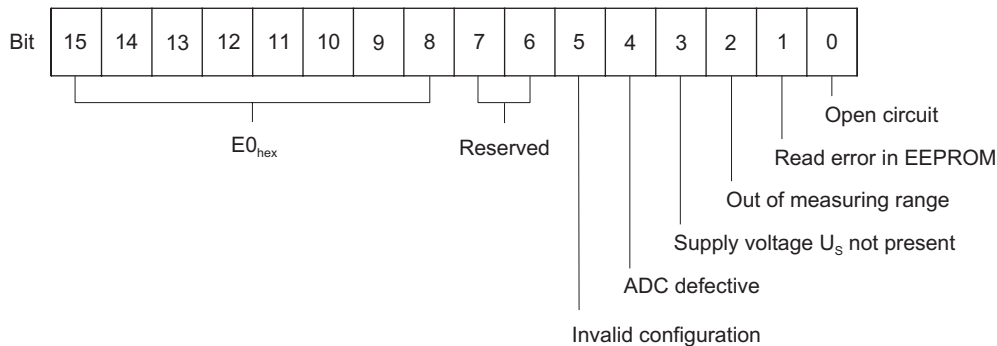 Bit 15 14 13 12 11 10 9 8 7 6 5 4 3 2 1 0
Open circuit
E0hex
Reserved
Read error in EEPROM
Out of measuring range
Supply voltage US not present
ADC defective
Invalid configuration